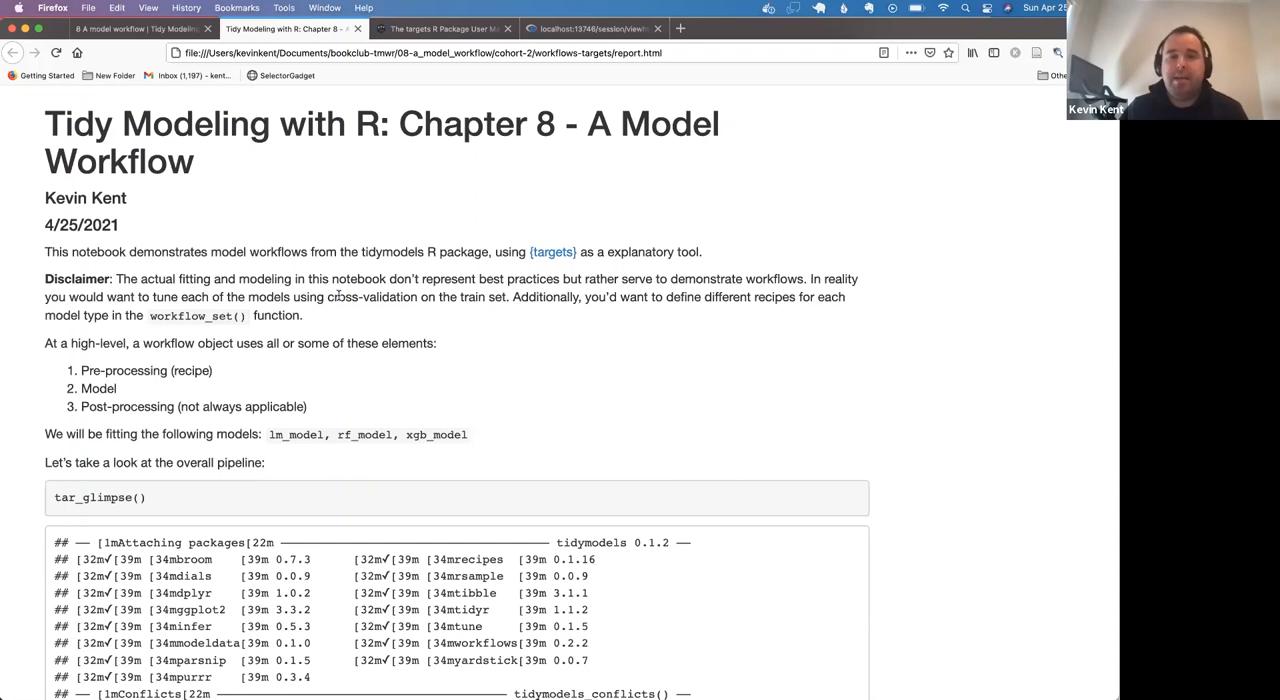 Firefox File Edit View History Bookmarks Tools Window Help
Sun Apr 25
8 A model workflow | Tidy Modeling
Tidy Modeling with R: Chapter 8 -
The targets R Package User Ma
localhost:13746/session/viewh
file:///Users/kevinkent/Documents/bookclub-tmwr/08-a_model_workflow/cohort-2/workflows-targets/report.html
Getting Started New Folder Inbox (1,197) - kent... SelectorGadget
Kevin Kent
Tidy Modeling with R: Chapter 8 - A Model
Workflow
Kevin Kent
4/25/2021
This notebook demonstrates model workflows from the tidymodels R package, using {targets} as a explanatory tool.
Disclaimer: The actual fitting and modeling in this notebook don't represent best practices but rather serve to demonstrate workflows. In reality
you would want to tune each of the models using cross-validation on the train set. Additionally, you'd want to define different recipes for each
model type in the workflow_set() function.
At a high-level, a workflow object uses all or some of these elements:
1. Pre-processing (recipe)
2. Model
3. Post-processing (not always applicable)
We will be fitting the following models: lm_model, rf_model, xgb_model
Let's take a look at the overall pipeline:
tar_glimpse()
## ── [1mAttaching packages[22m ────────────────── tidymodels 0.1.2 ──
## [32m✓[39m [34mbroom [39m 0.7.3 [32m✓[39m [34mrecipes [39m 0.1.16
## [32m✓[39m [34mdials [39m 0.0.9 [32m✓[39m [34mrsample [39m 0.0.9
## [32m✓[39m [34mdplyr [39m 1.0.2 [32m✓[39m [34mtibble [39m 3.1.1
## [32m✓[39m [34mggplot2 [39m 3.3.2 [32m✓[39m [34mtidyr [39m 1.1.2
## [32m✓[39m [34minfer [39m 0.5.3 [32m✓[39m [34mtune [39m 0.1.5
## [32m✓[39m [34mmodeldata[39m 0.1.0 [32m✓[39m [34mworkflows[39m 0.2.2
## [32m✓[39m [34mparsnip [39m 0.1.5 [32m✓[39m [34myardstick[39m 0.0.7
## [32m✓[39m [34mpurrr [39m 0.3.4
## ── [1mConflicts[22m ────────────────── tidymodels_conflicts() ──